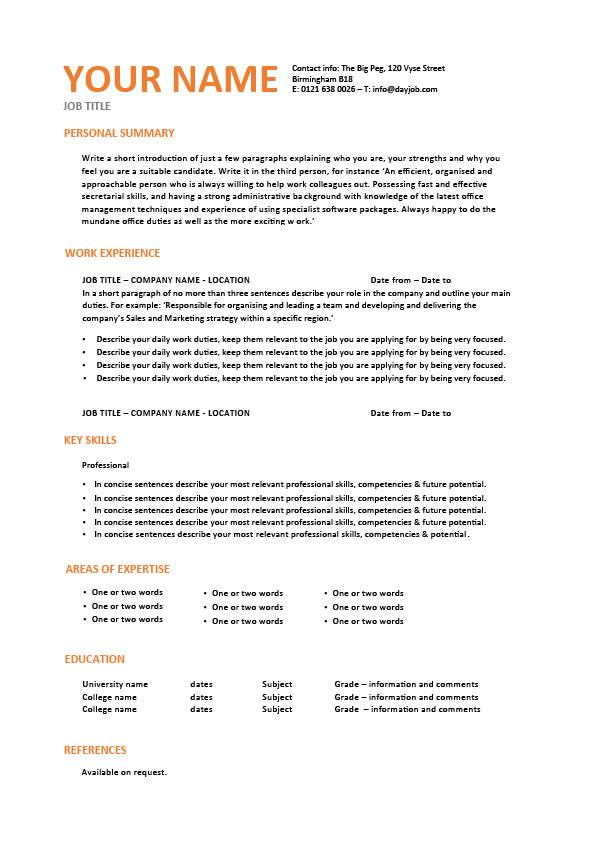 YOUR NAME
Contact info: The Big Peg, 120 Vyse Street
Birmingham B18
E: 0121 638 0026 – T: info@dayjob.com
JOB TITLE
PERSONAL SUMMARY
Write a short introduction of just a few paragraphs explaining who you are, your strengths and why you
feel you are a suitable candidate. Write it in the third person, for instance 'An efficient, organised and
approachable person who is always willing to help work colleagues out. Possessing fast and effective
secretarial skills, and having a strong administrative background with knowledge of the latest office
management techniques and experience of using specialist software packages. Always happy to do the
mundane office duties as well as the more exciting work.'
WORK EXPERIENCE
JOB TITLE – COMPANY NAME - LOCATION Date from – Date to
In a short paragraph of no more than three sentences describe your role in the company and outline your main
duties. For example: 'Responsible for organising and leading a team and developing and delivering the
company's Sales and Marketing strategy within a specific region.'
• Describe your daily work duties, keep them relevant to the job you are applying for by being very focused.
• Describe your daily work duties, keep them relevant to the job you are applying for by being very focused.
• Describe your daily work duties, keep them relevant to the job you are applying for by being very focused.
• Describe your daily work duties, keep them relevant to the job you are applying for by being very focused.
JOB TITLE – COMPANY NAME - LOCATION Date from – Date to
KEY SKILLS
Professional
• In concise sentences describe your most relevant professional skills, competencies & future potential.
• In concise sentences describe your most relevant professional skills, competencies & future potential.
• In concise sentences describe your most relevant professional skills, competencies & future potential.
• In concise sentences describe your most relevant professional skills, competencies & future potential.
• In concise sentences describe your most relevant professional skills, competencies & future potential.
AREAS OF EXPERTISE
• One or two words • One or two words • One or two words
• One or two words • One or two words • One or two words
• One or two words • One or two words • One or two words
EDUCATION
University name dates Subject Grade – information and comments
College name dates Subject Grade – information and comments
College name dates Subject Grade – information and comments
REFERENCES
Available on request.